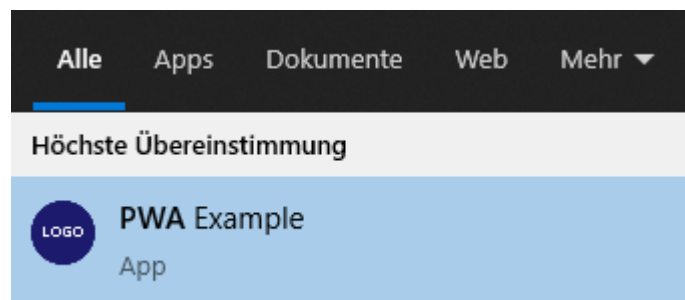 Alle Apps Dokumente Web Mehr
Höchste Übereinstimmung
LOGO
PWA Example
App